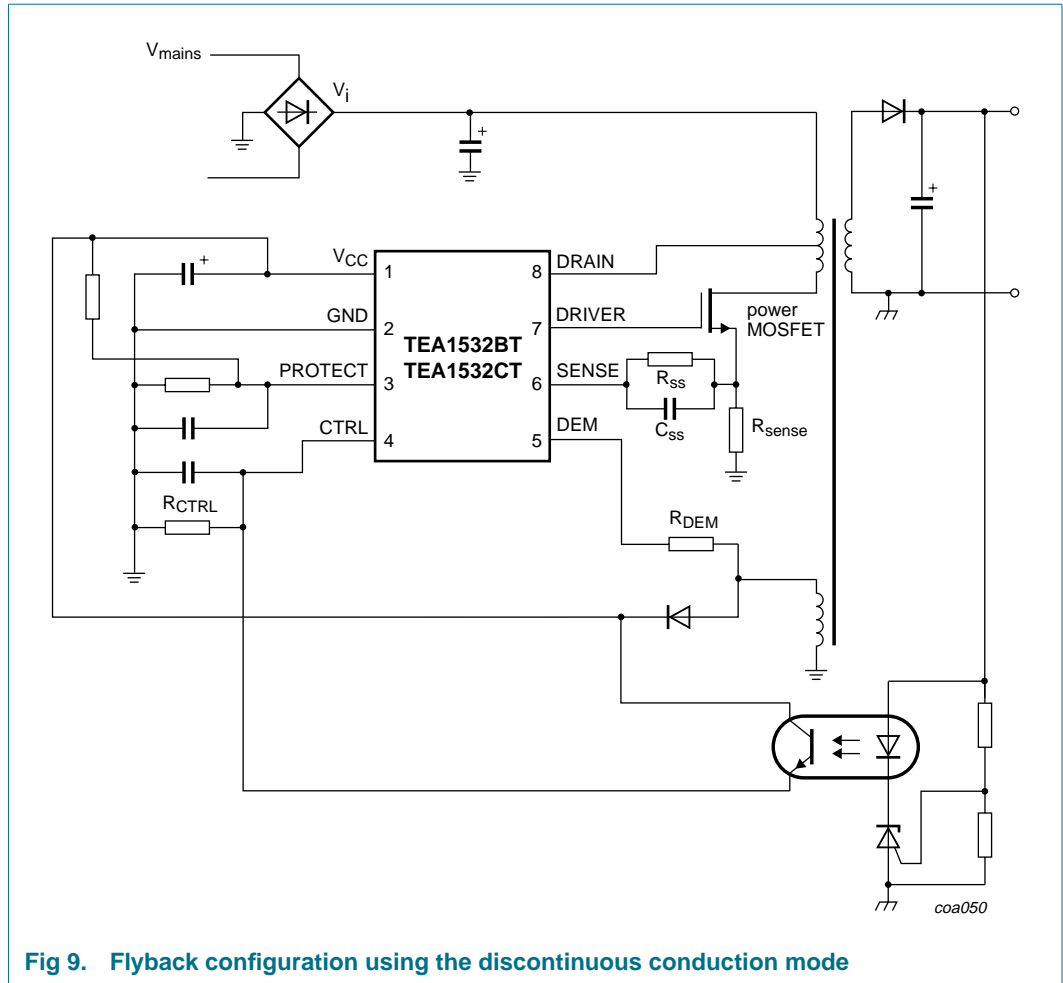 Vmains
Vi
VCC
1
8
DRAIN
GND
2
7
DRIVER
power
MOSFET
TEA1532BT
TEA1532CT
PROTECT
3
6
SENSE
Rss
Css
Rsense
CTRL
4
5
DEM
RCTRL
RDEM
coa050
Fig 9. Flyback configuration using the discontinuous conduction mode